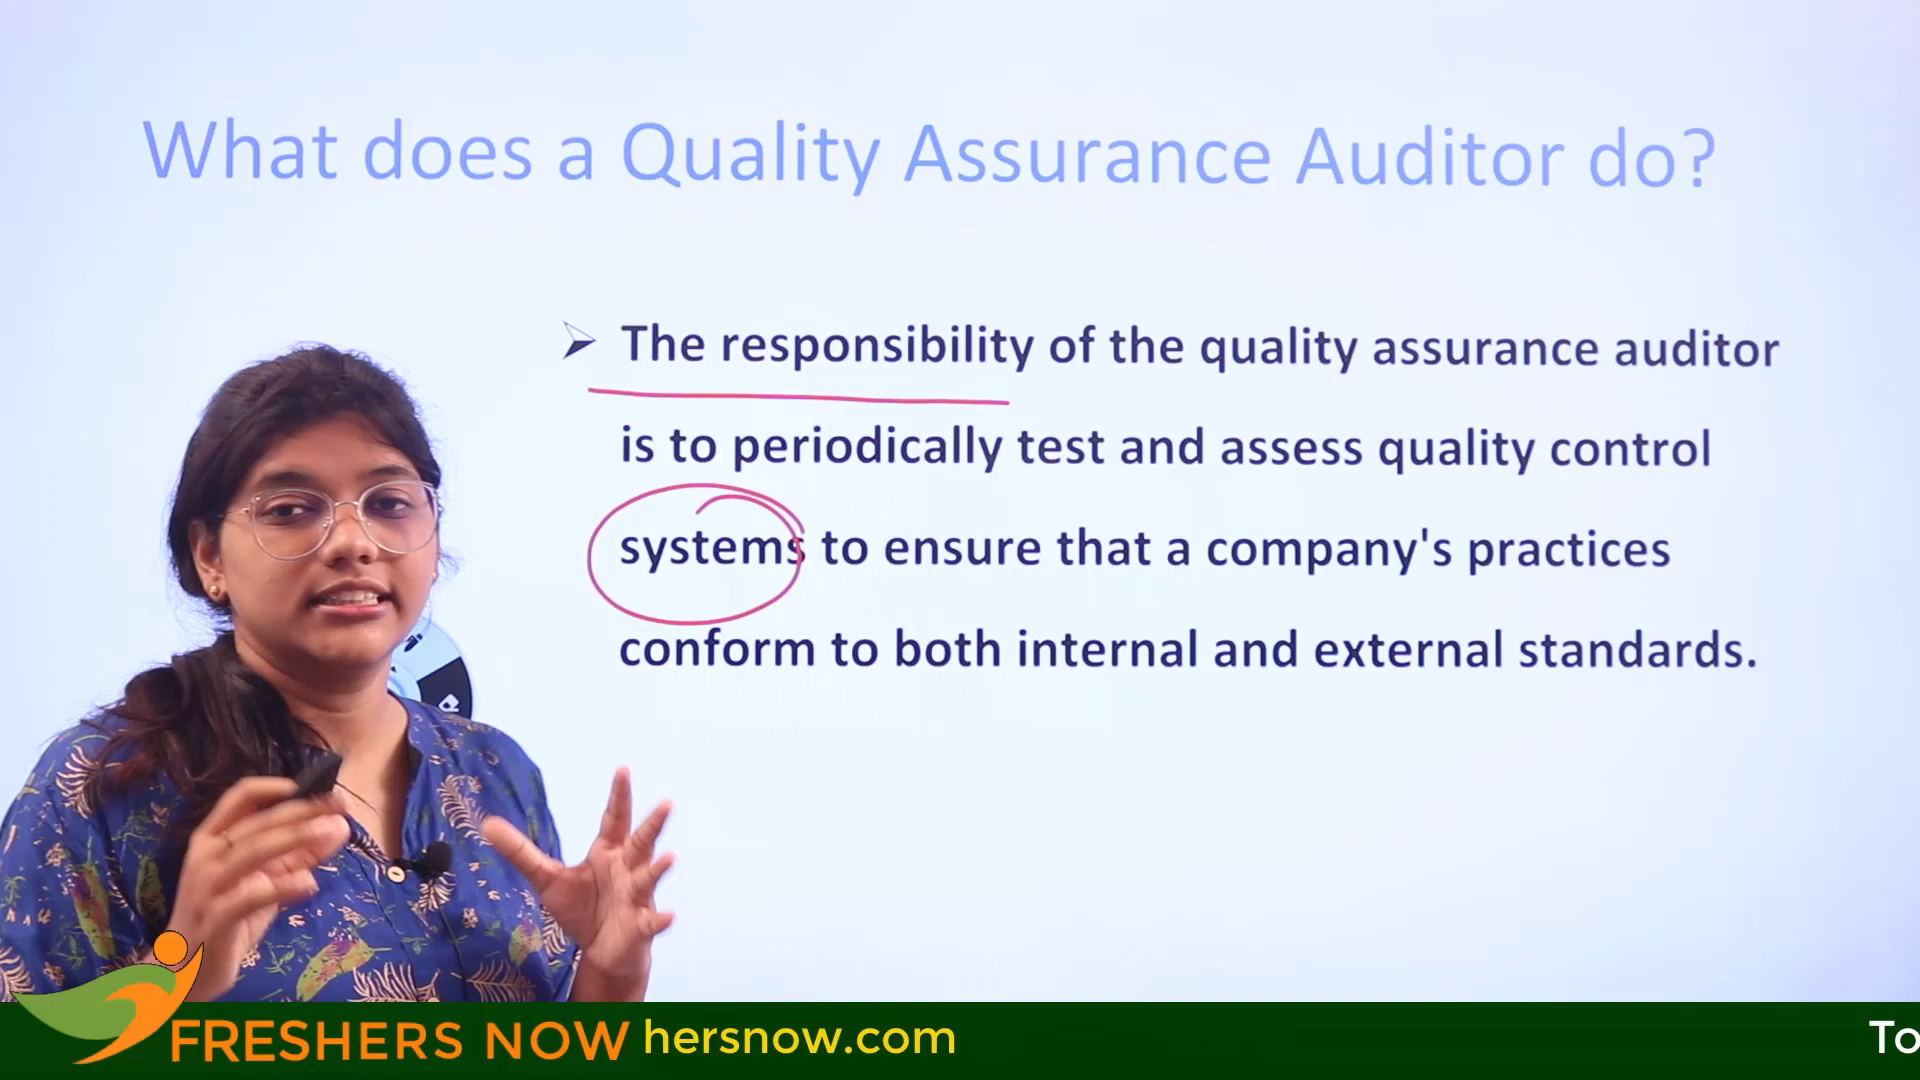 What does a Quality Assurance Auditor do?
➢ The responsibility of the quality assurance auditor
is to periodically test and assess quality control
systems to ensure that a company's practices
conform to both internal and external standards.
FRESHERS NOW hersnow.com To